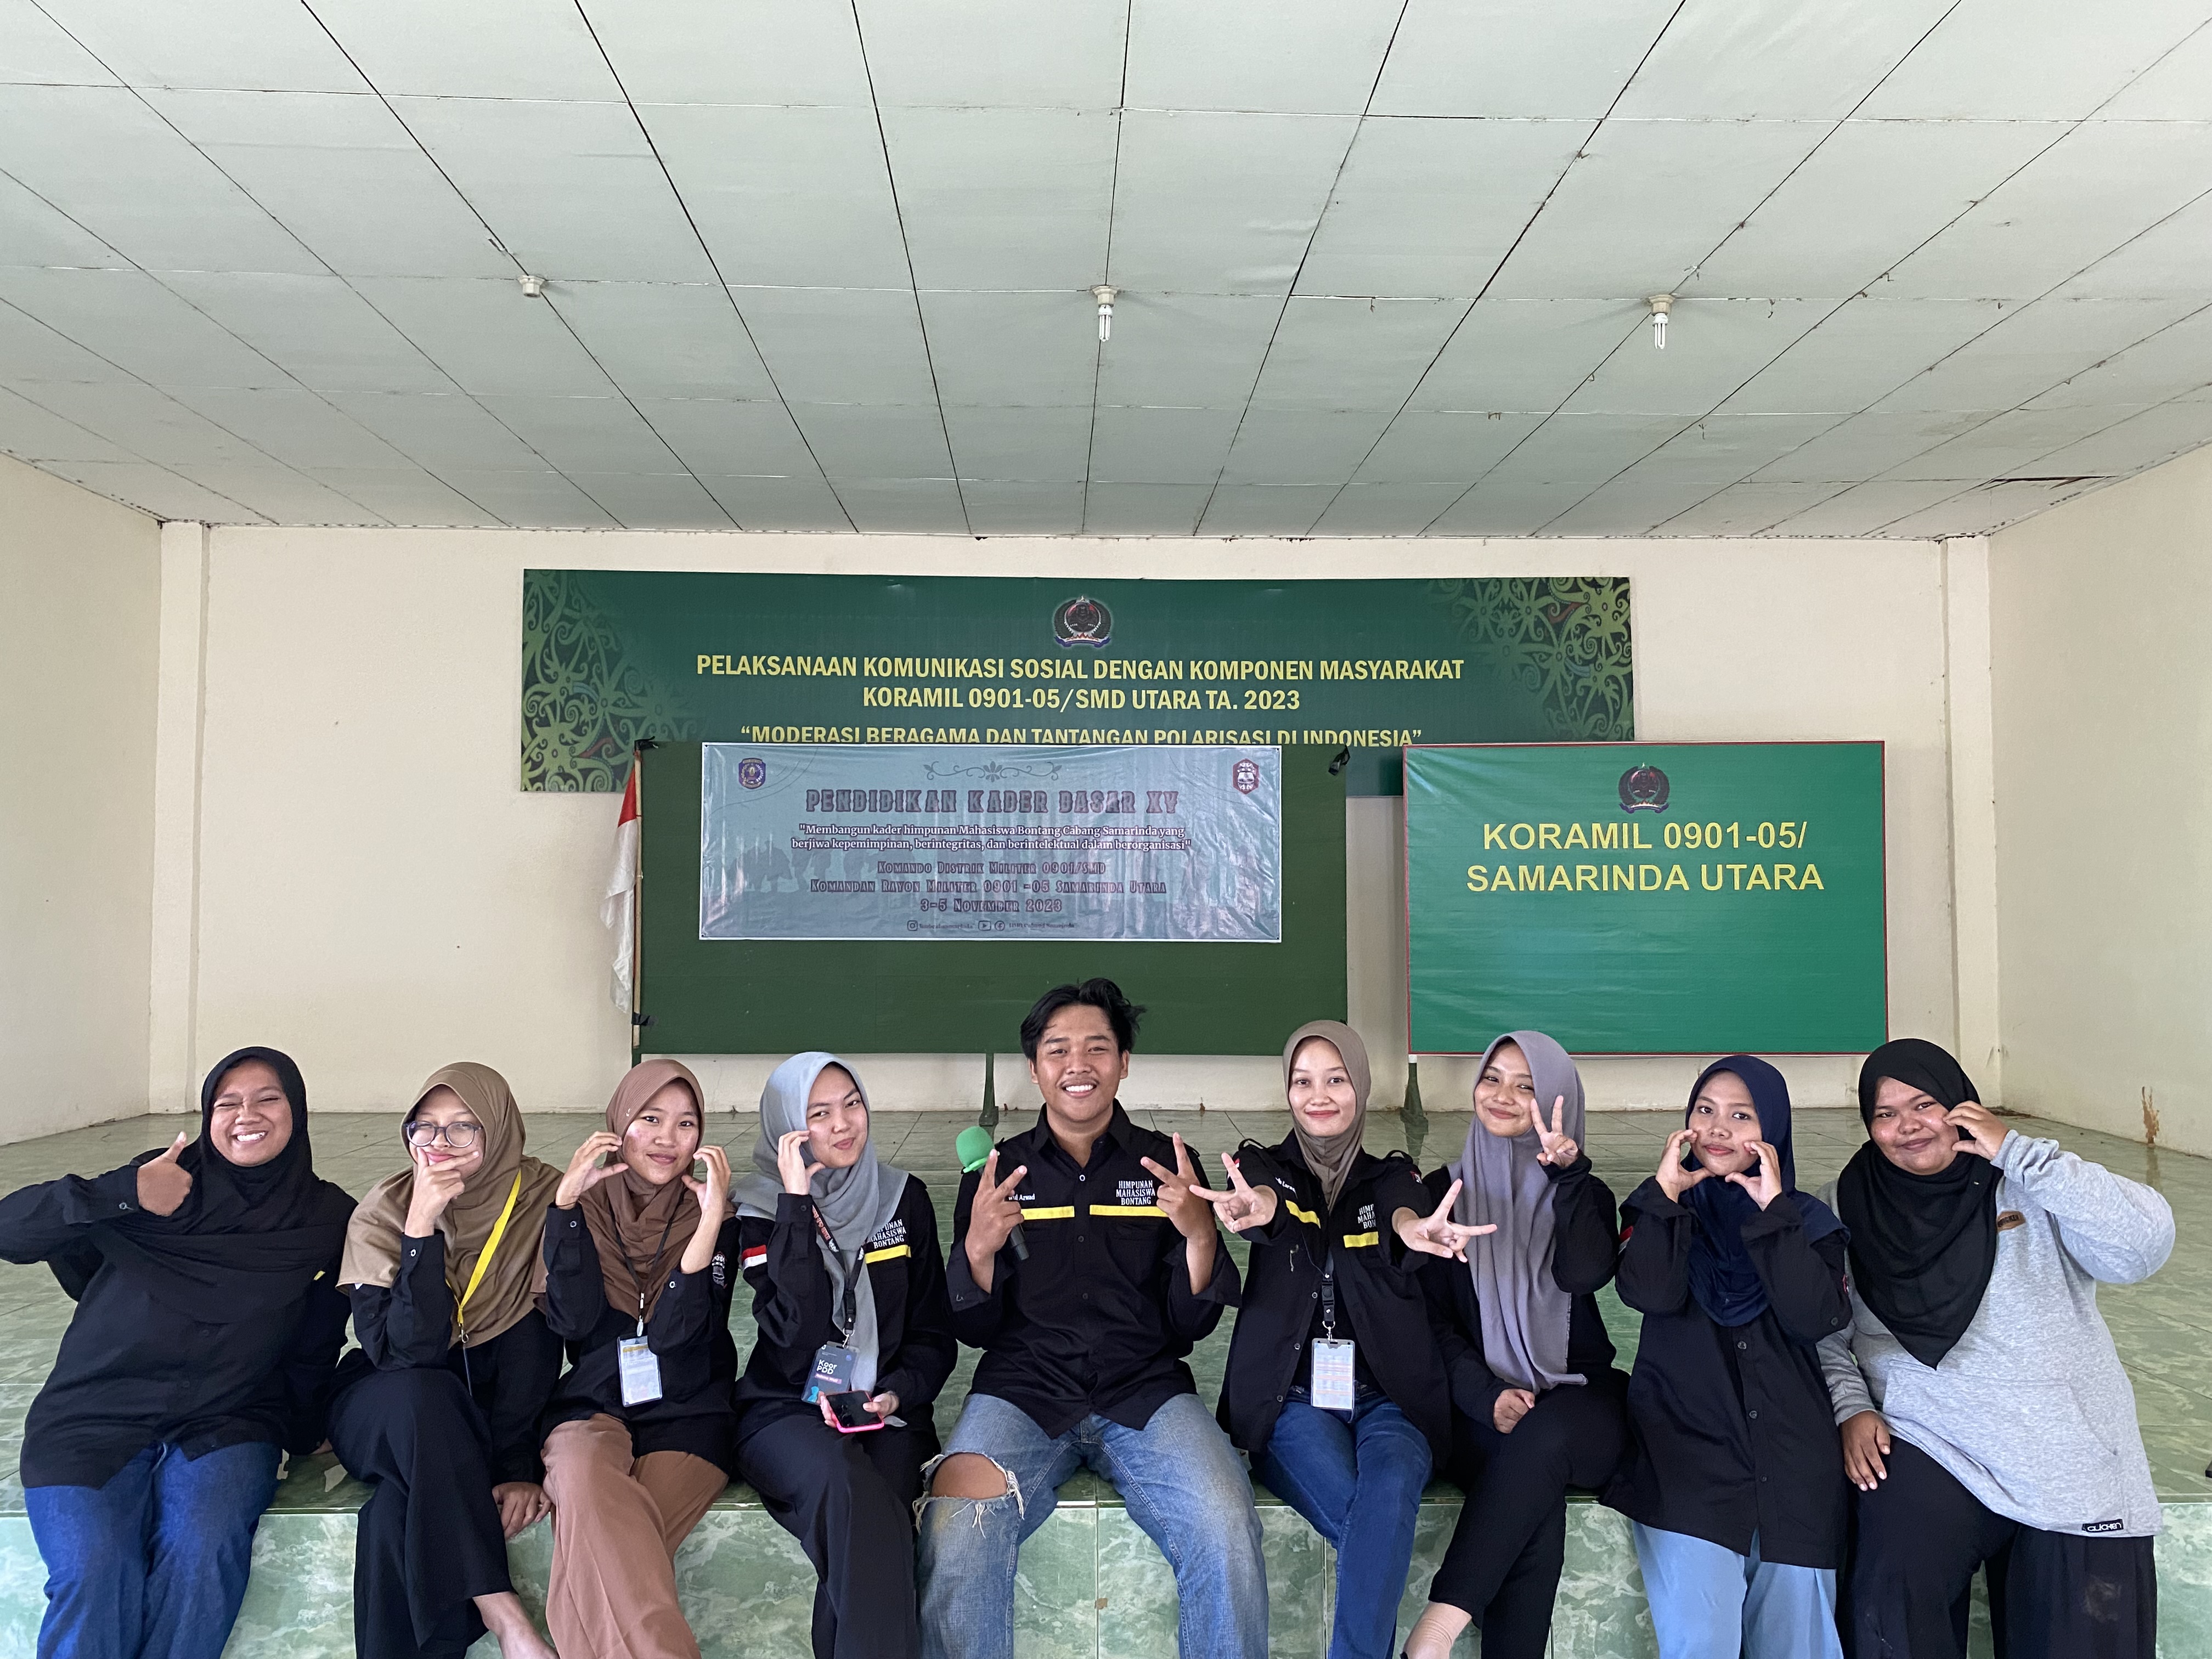 PELAKSANAAN KOMUNIKASI SOSIAL DENGAN KOMPONEN MASYARAKAT
KORAMIL 0901-05/SMD UTARA TA. 2023
“MODERASI BERAGAMA DAN TANTANGAN POLARISASI DI INDONESIA”
PENDIDIKAN KADER DASAR XV
"Membangun kader himpunan Mahasiswa Bontang Cabang Samarinda yang
berjiwa kepemimpinan, berintegritas, dan berintelektual dalam berorganisasi"
KOMANDO DISTRIK MILITER 0901/SMD
KOMANDAN RAYON MILITER 0901 -05 SAMARINDA UTARA
3-5 NOVEMBER 2023
KORAMIL 0901-05/
SAMARINDA UTARA
HIMPUNAN
MAHASISWA
BONTANG
HIMPUNAN
MAHASISWA
BONTANG
Koor
PDD